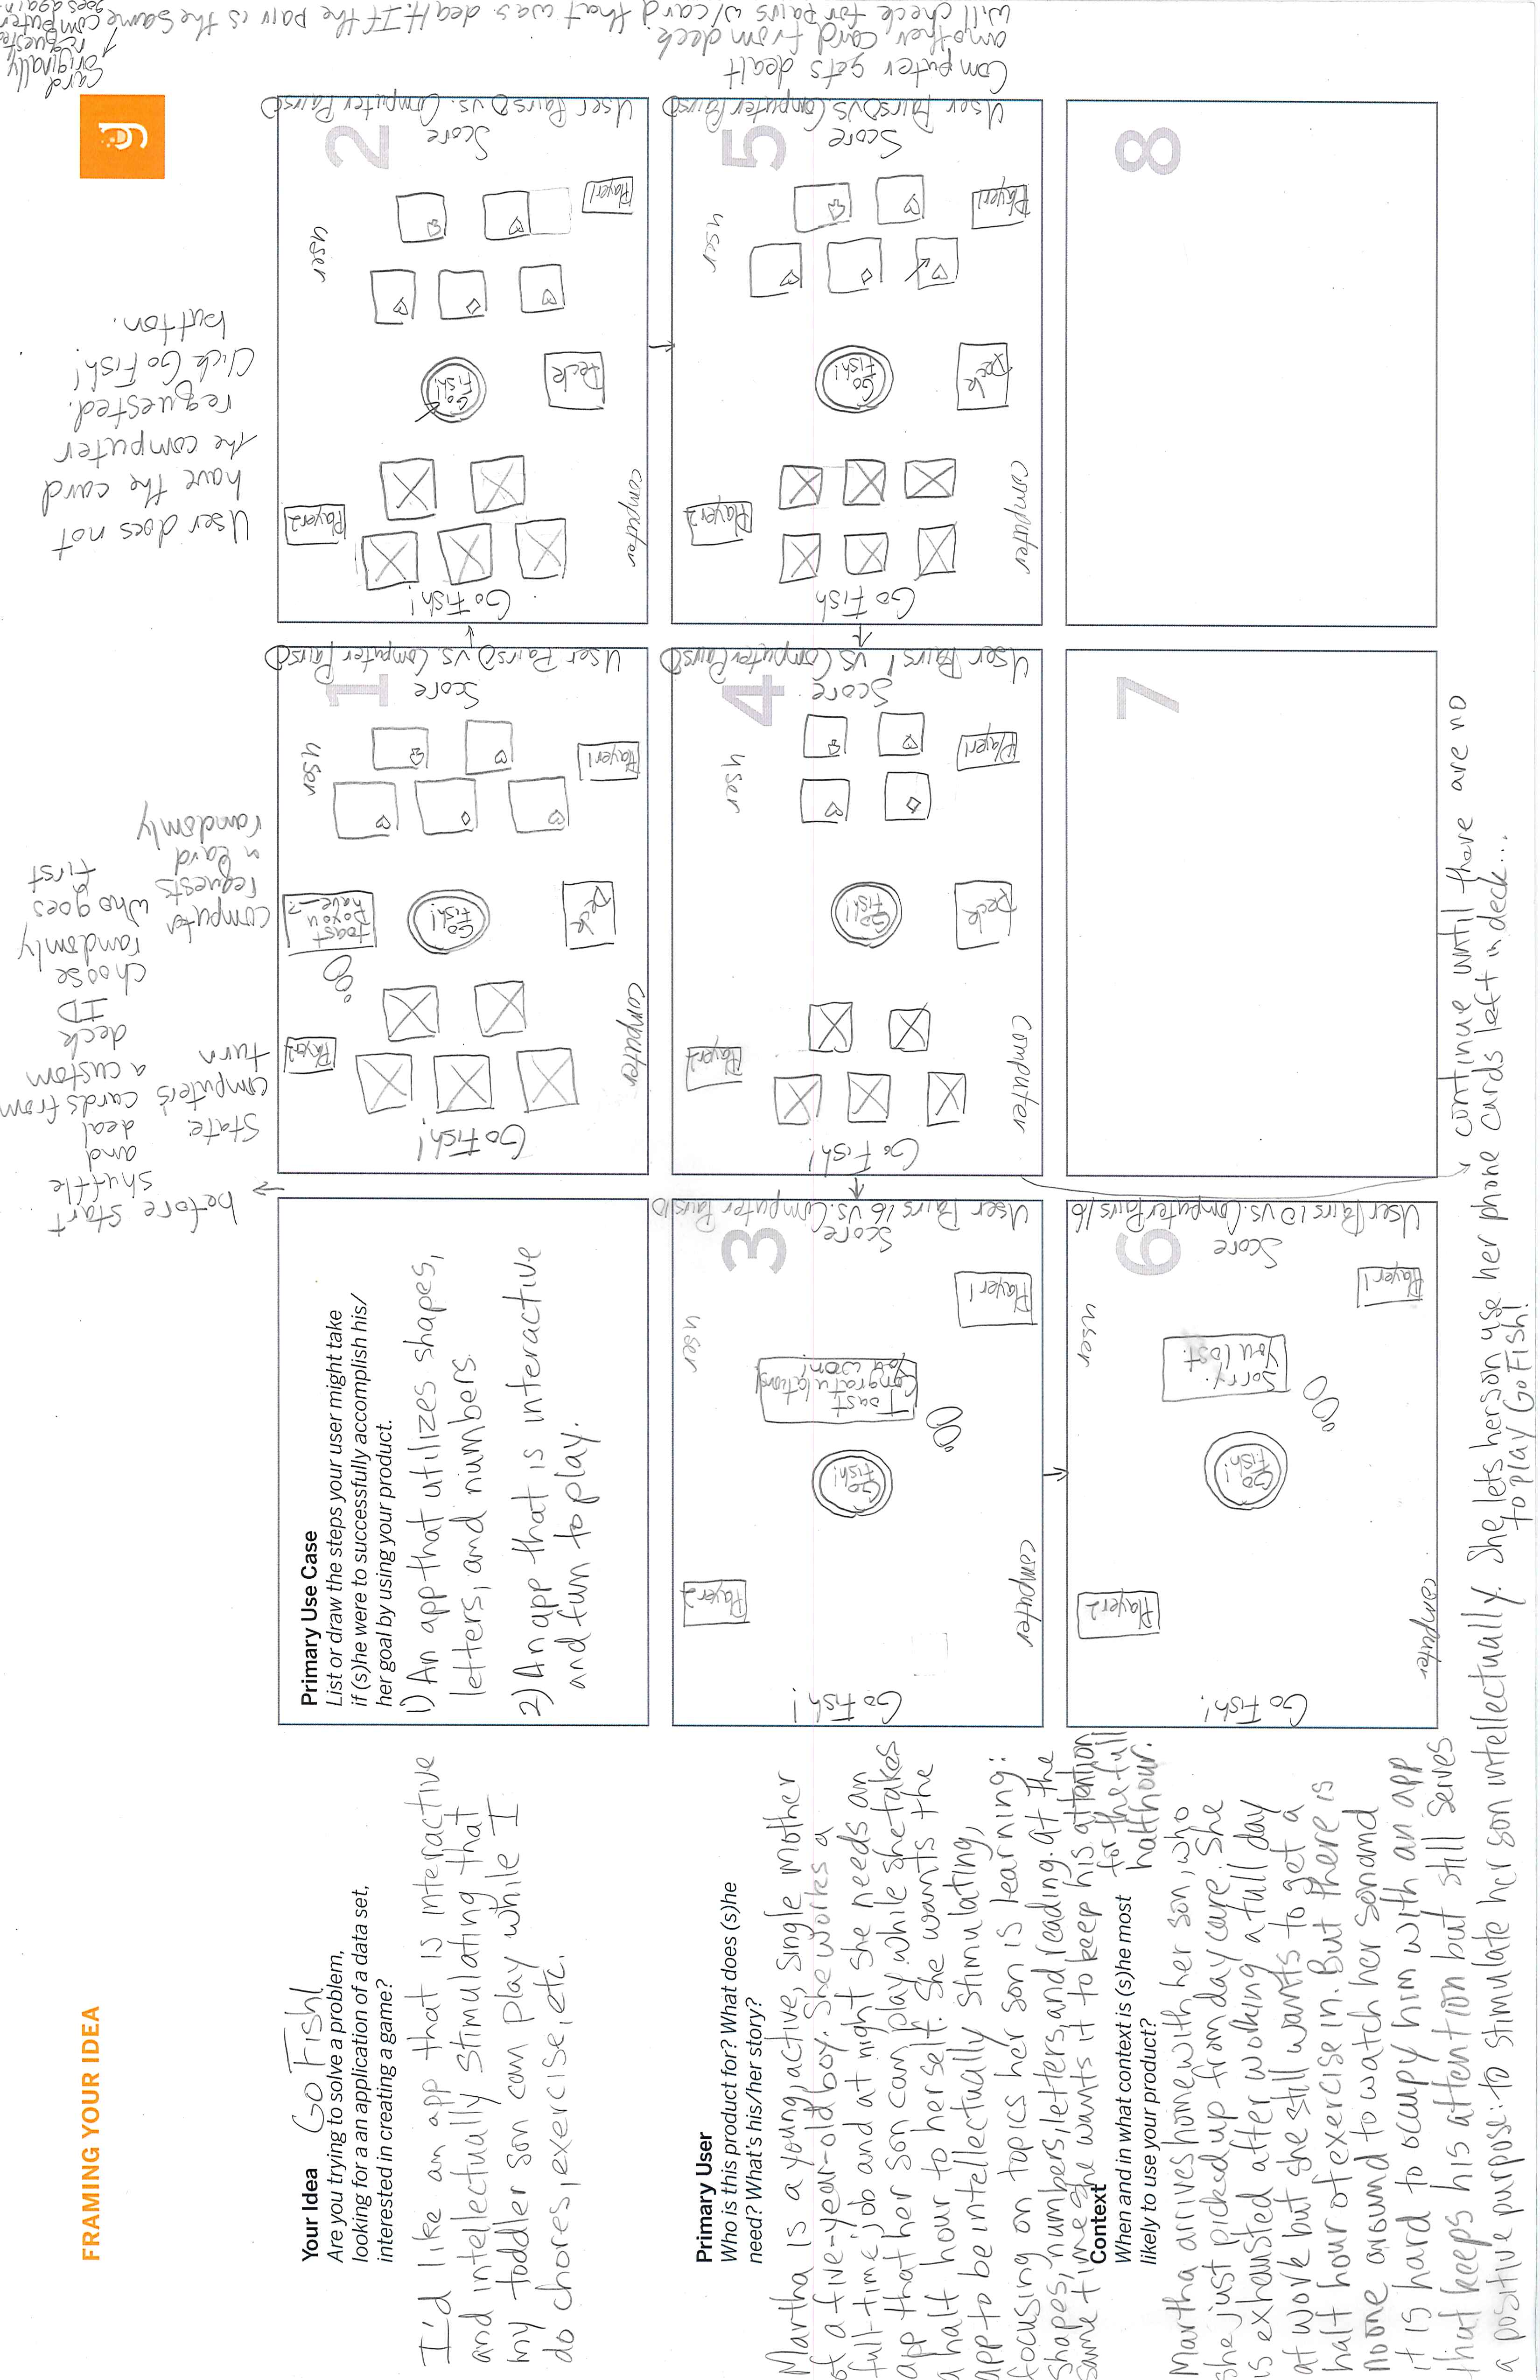 FRAMING YOUR IDEA
g
Your Idea
Go Fish!
Are you trying to solve a problem,
looking for a an application of a data set,
interested in creating a game?
I'd like an app that is interactive
and intellectually stimulating that
my toddler son can play while I
do chores, exercise, etc.
Primary User
Who is this product for? What does (s)he
need? What's his/her story?
Martha is a young, active, single mother
of a five-year-old boy. She works a
full-time job and at night she needs an
app that her son can play while she takes
a half hour to herself. She wants the
app to be intellectually stimulating,
focusing on topics her son is learning:
shapes, numbers, letters, and reading. At the
same time she wants it to keep his attention
for the full
half hour.
Context
When and in what context is (s)he most
likely to use your product?
Martha arrives home with her son, who
she just picked up from day care. She
is exhausted after working a full day
at work but she still wants to get a
half hour of exercise in. But there is
no one around to watch her son and
it is hard to occupy him with an app
that keeps his attention but still serves
a positive purpose: to stimulate her son intellectually. She lets her son use her phone
to play Go Fish!
Primary Use Case
List or draw the steps your user might take
if (s)he were to successfully accomplish his/
her goal by using your product.
1) An app that utilizes shapes,
letters, and numbers.
2) An app that is interactive
and fun to play.
before start
shuffle
and
deal
cards from
a custom
deck
ID
choose
randomly
who goes
first
State:
computer's
turn
computer
requests
a card
randomly
1
Go Fish!
Player 2
toast
Do you
have __?
Go
Fish!
Deck
Computer
User
Player 1
Score
User Pairs 0 vs. Computer Pairs 0
User does not
have the card
the computer
requested.
Click Go Fish!
button.
2
Go Fish!
Player 2
Go
Fish!
Deck
Computer
User
Player 1
Score
User Pairs 0 vs. Computer Pairs 0
Computer gets dealt
another card from deck
will check for pairs w/ card that was dealt. If the pair is the same
card
originally
requested
computer
goes again
3
Go Fish!
Player 2
Toast
Congratulations!
You won!
Go
Fish!
Computer
User
Player 1
Score
User Pairs 16 vs. Computer Pairs 10
4
Go Fish!
Player 2
Go
Fish!
Deck
Computer
User
Player 1
Score
User Pairs 1 vs Computer Pairs 0
5
Go Fish
Player 2
Go
Fish!
Deck
Computer
User
Player 1
Score
User Pairs 0 vs Computer Pairs 0
6
Go Fish!
Player 2
Sorry.
You lost.
Go
Fish!
Computer
User
Player 1
Score
User Pairs 10 vs. Computer Pairs 16
7
continue until there are no
cards left in deck...
8